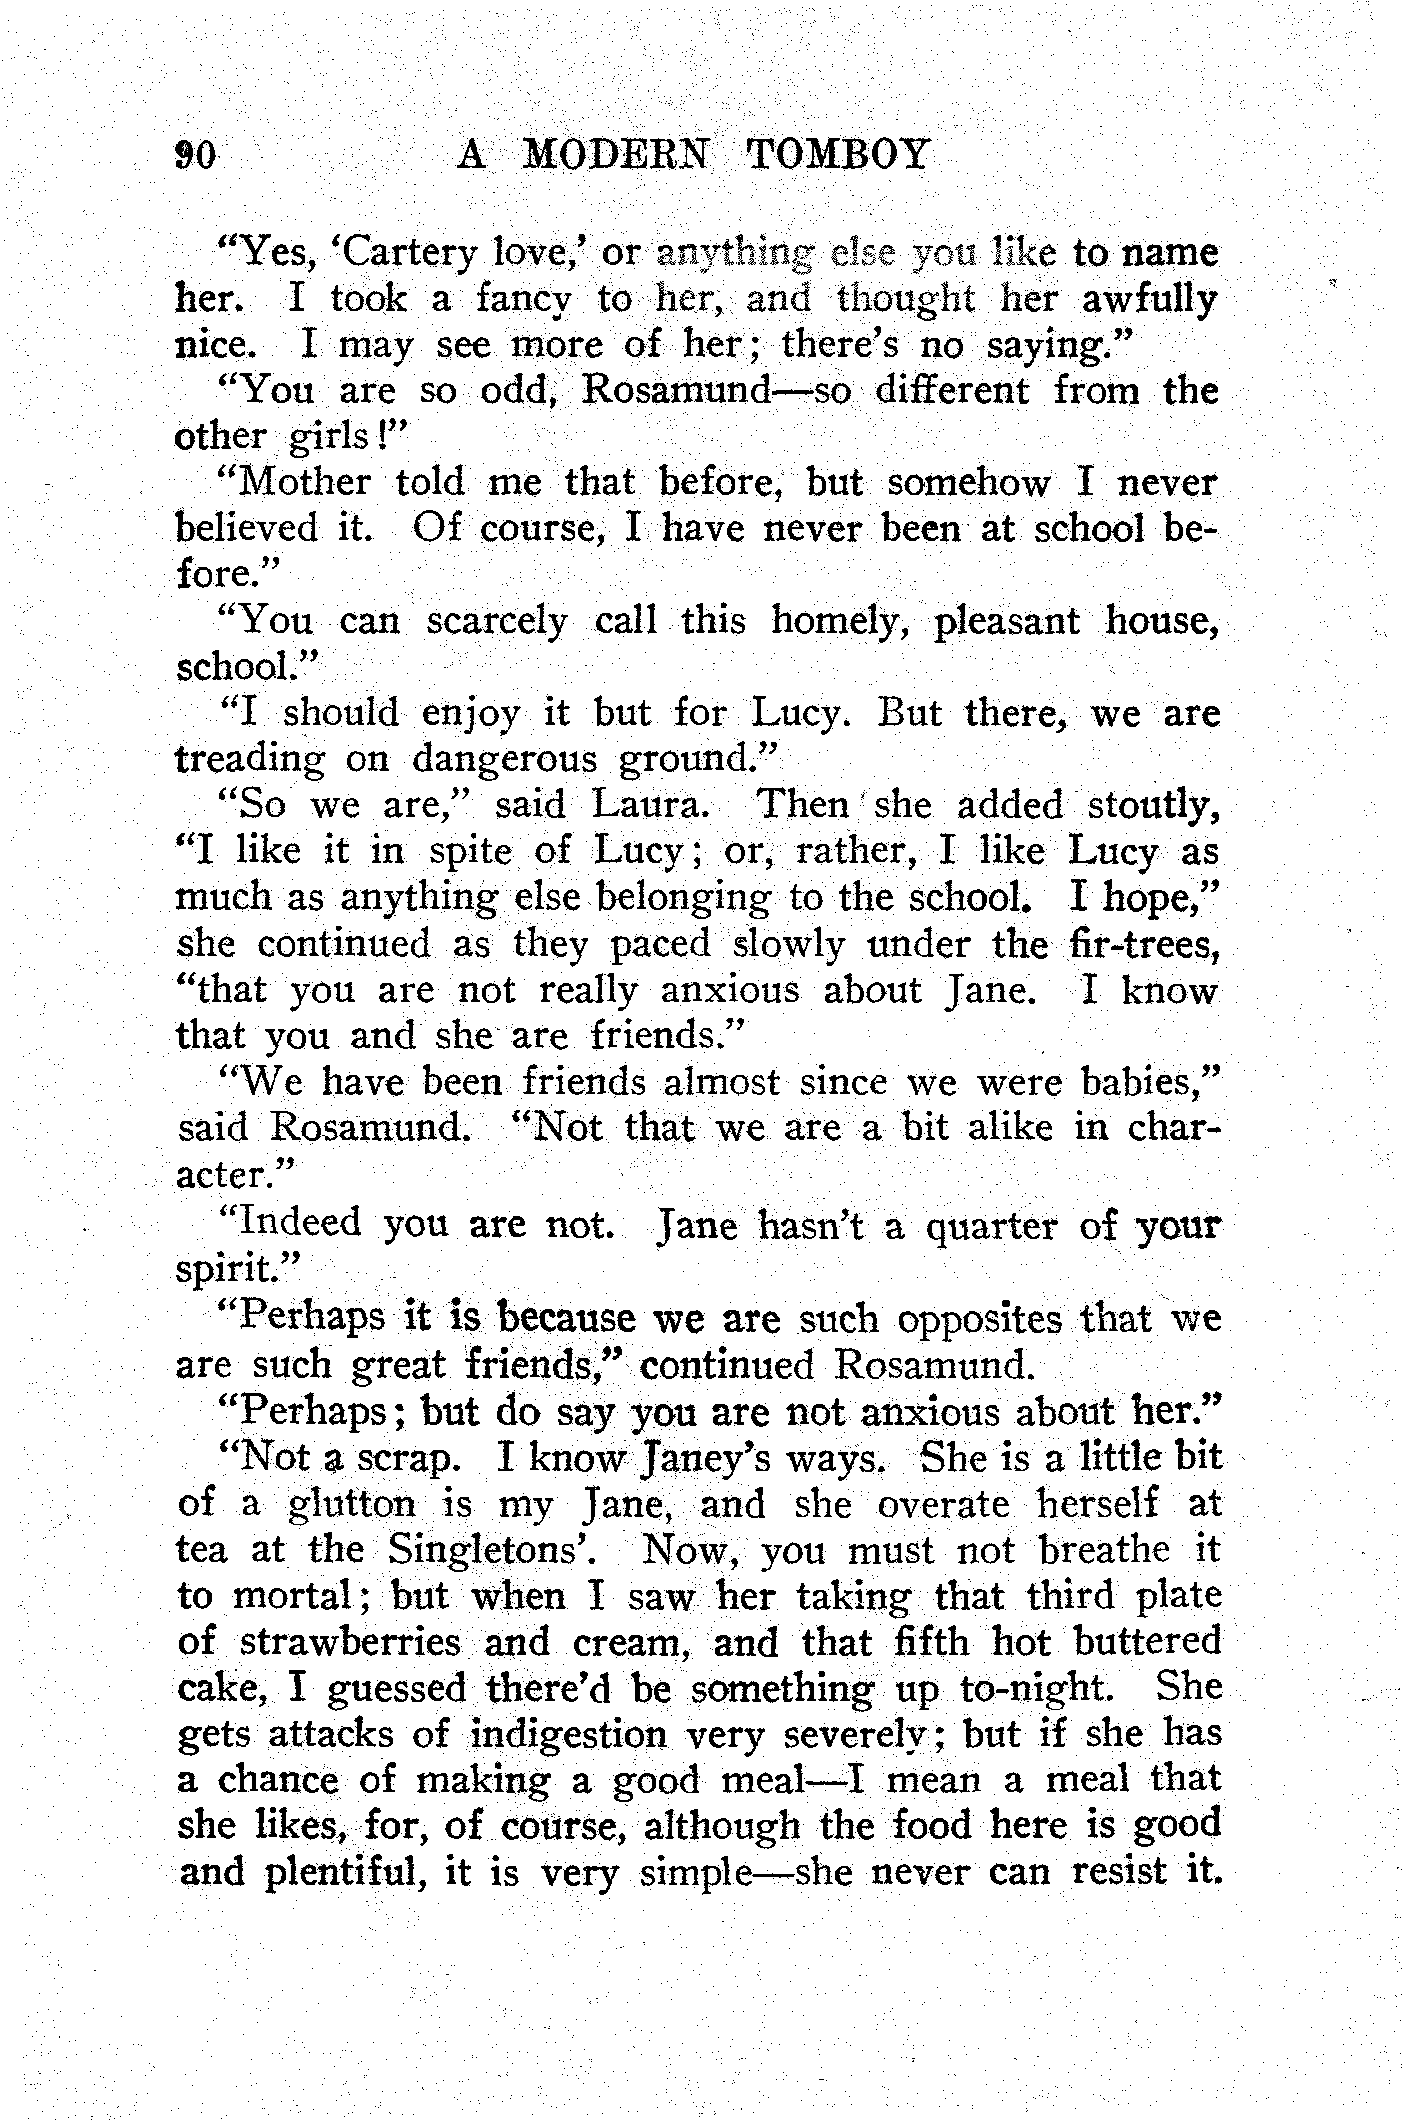 90 A MODERN TOMBOY
“Yes, ‘Cartery love,’ or anything else you like to name
her. I took a fancy to her, and thought her awfully
nice. I may see more of her; there’s no saying.”
“You are so odd, Rosamund—so different from the
other girls!”
“Mother told me that before, but somehow I never
believed it. Of course, I have never been at school be-
fore.”
“You can scarcely call this homely, pleasant house,
school.”
“I should enjoy it but for Lucy. But there, we are
treading on dangerous ground.”
“So we are,” said Laura. Then she added stoutly,
“I like it in spite of Lucy; or, rather, I like Lucy as
much as anything else belonging to the school. I hope,”
she continued as they paced slowly under the fir-trees,
“that you are not really anxious about Jane. I know
that you and she are friends.”
“We have been friends almost since we were babies,”
said Rosamund. “Not that we are a bit alike in char-
acter.”
“Indeed you are not. Jane hasn’t a quarter of your
spirit.”
“Perhaps it is because we are such opposites that we
are such great friends,” continued Rosamund.
“Perhaps; but do say you are not anxious about her.”
“Not a scrap. I know Janey’s ways. She is a little bit
of a glutton is my Jane, and she overate herself at
tea at the Singletons’. Now, you must not breathe it
to mortal; but when I saw her taking that third plate
of strawberries and cream, and that fifth hot buttered
cake, I guessed there’d be something up to-night. She
gets attacks of indigestion very severely; but if she has
a chance of making a good meal—I mean a meal that
she likes, for, of course, although the food here is good
and plentiful, it is very simple—she never can resist it.